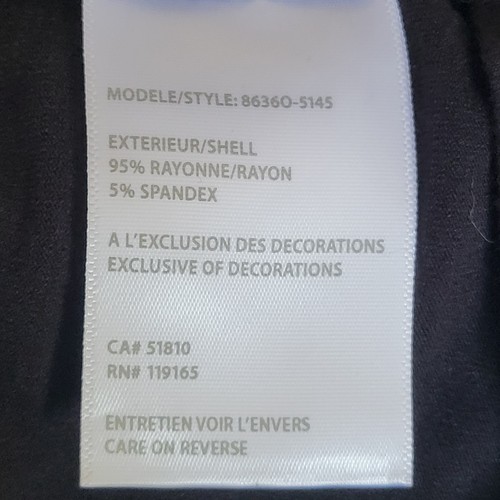 MODELE/STYLE: 8636O-5145
EXTERIEUR/SHELL
95% RAYONNE/RAYON
5% SPANDEX
A L'EXCLUSION DES DECORATIONS
EXCLUSIVE OF DECORATIONS
CA# 51810
RN# 119165
ENTRETIEN VOIR L'ENVERS
CARE ON REVERSE